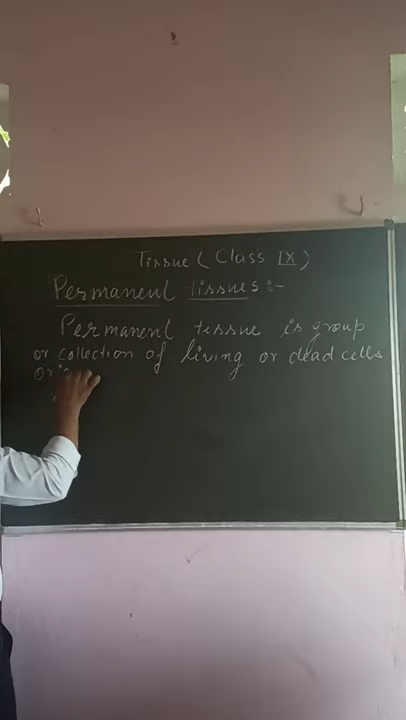 Tissue ( Class IX )
Permanent tissues :-
Permanent tissue is group
or collection of living or dead cells